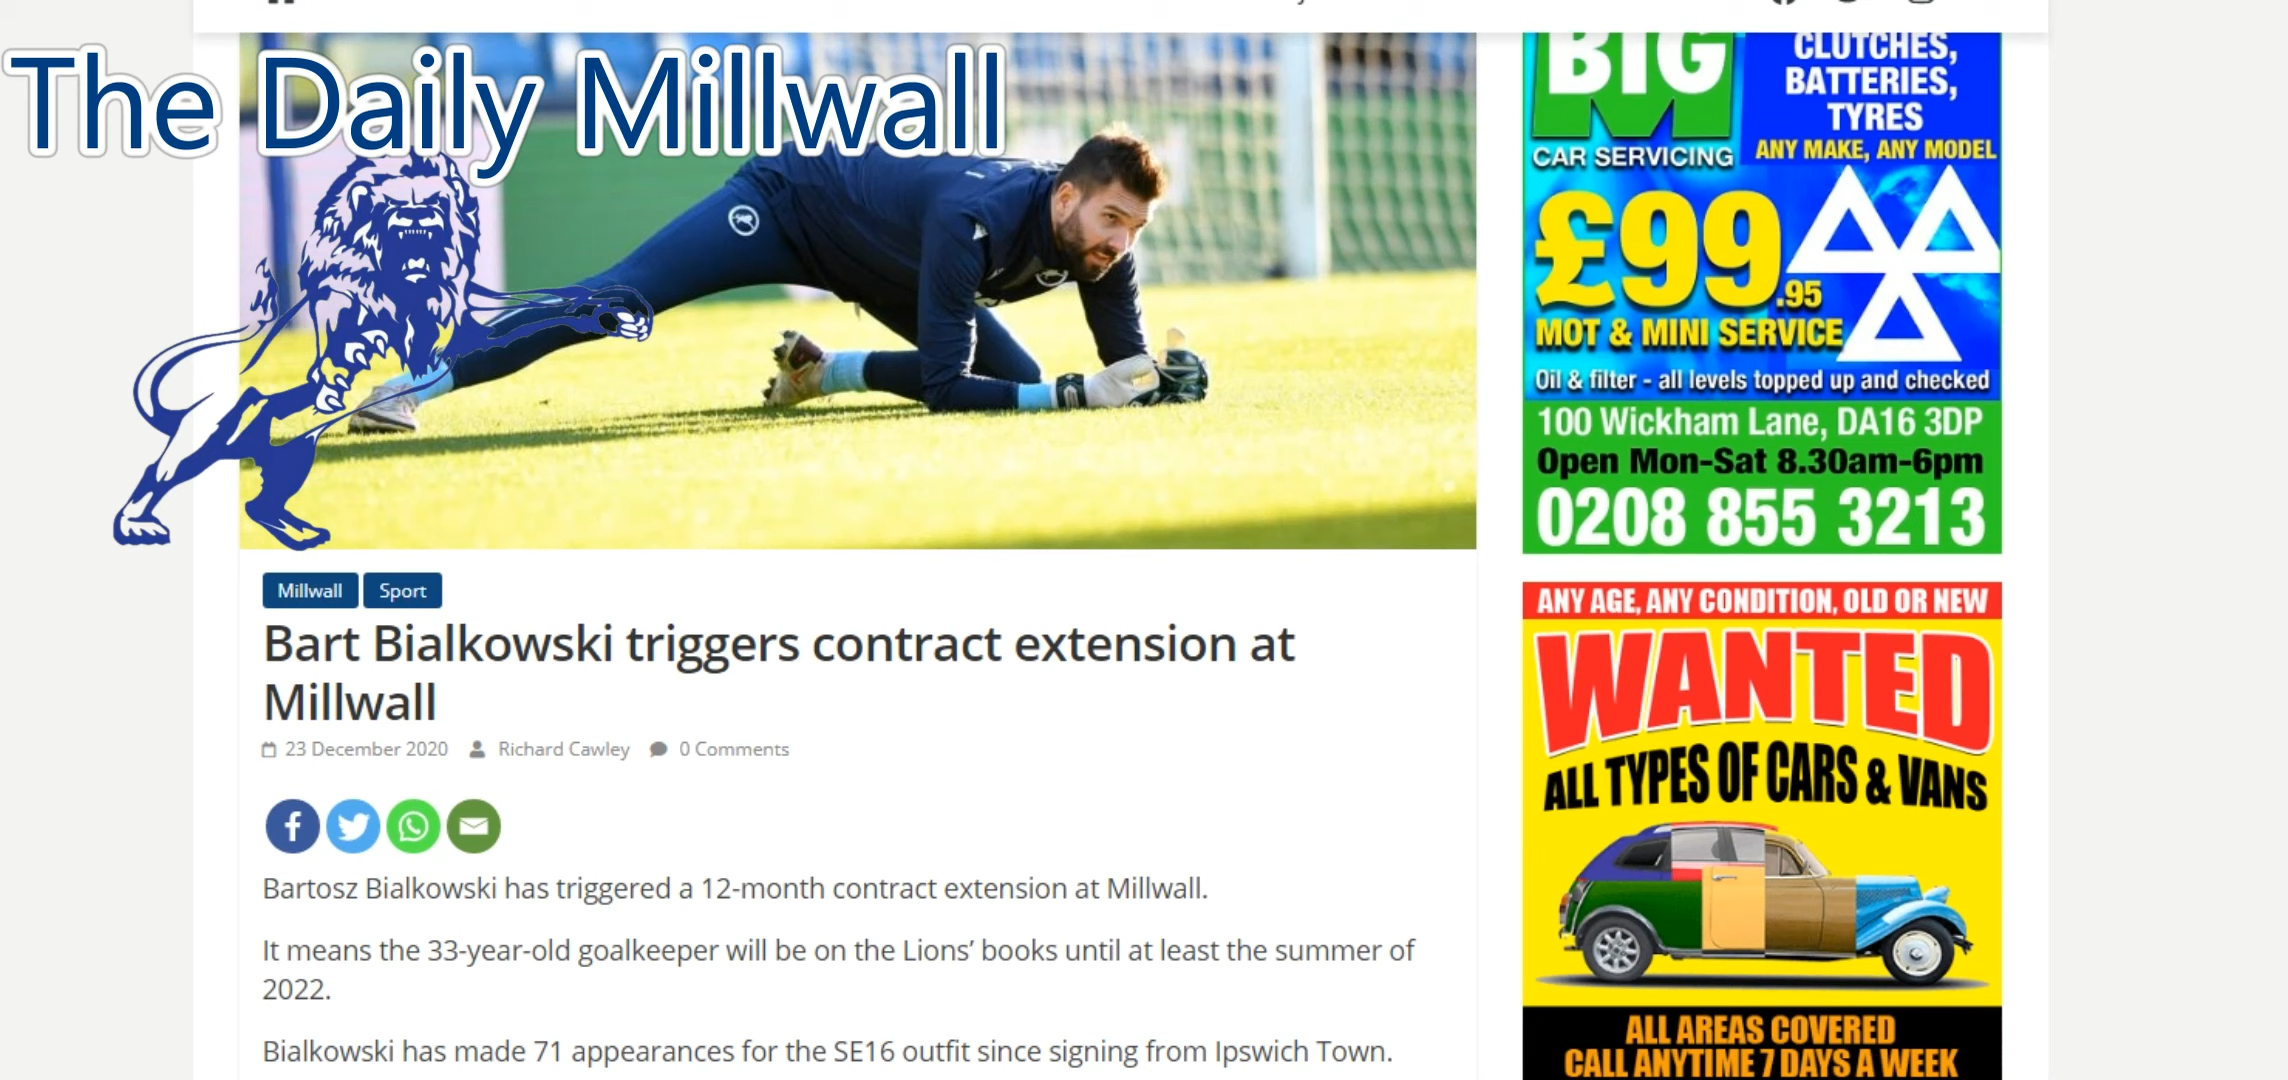 The Daily Millwall
BIG
CAR SERVICING
CLUTCHES,
BATTERIES,
TYRES
ANY MAKE, ANY MODEL
£99.95
MOT & MINI SERVICE
Oil & filter - all levels topped up and checked
100 Wickham Lane, DA16 3DP
Open Mon-Sat 8.30am-6pm
0208 855 3213
Millwall
Sport
Bart Bialkowski triggers contract extension at
Millwall
23 December 2020 Richard Cawley 0 Comments
Bartosz Bialkowski has triggered a 12-month contract extension at Millwall.
It means the 33-year-old goalkeeper will be on the Lions’ books until at least the summer of
2022.
Bialkowski has made 71 appearances for the SE16 outfit since signing from Ipswich Town.
ANY AGE, ANY CONDITION, OLD OR NEW
WANTED
ALL TYPES OF CARS & VANS
ALL AREAS COVERED
CALL ANYTIME 7 DAYS A WEEK